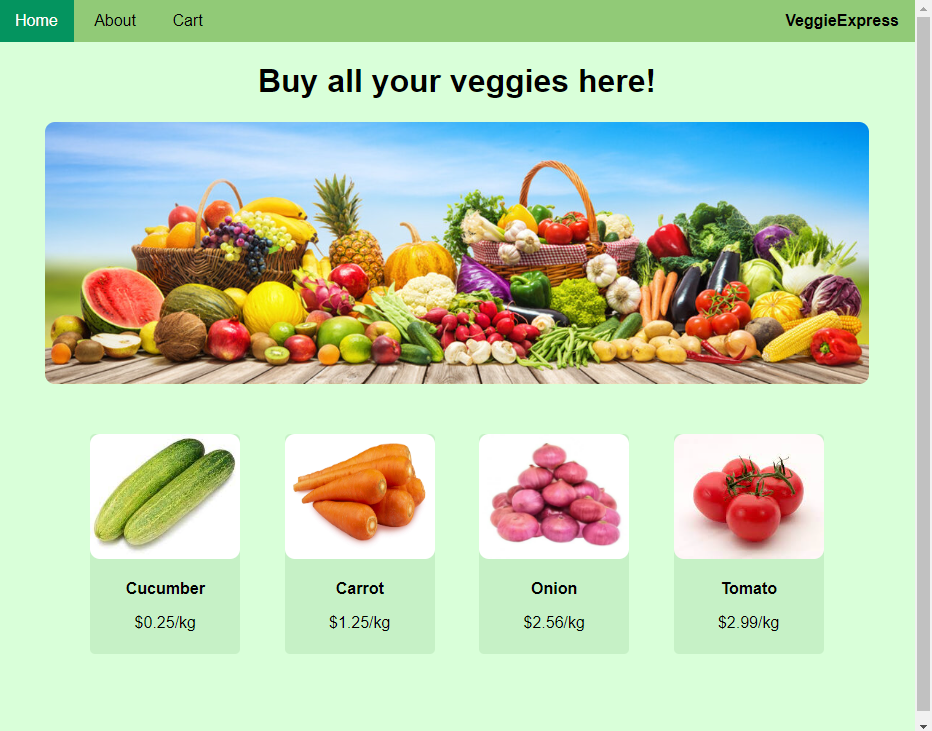 Home About Cart VeggieExpress
Buy all your veggies here!
Cucumber Carrot Onion Tomato
$0.25/kg $1.25/kg $2.56/kg $2.99/kg